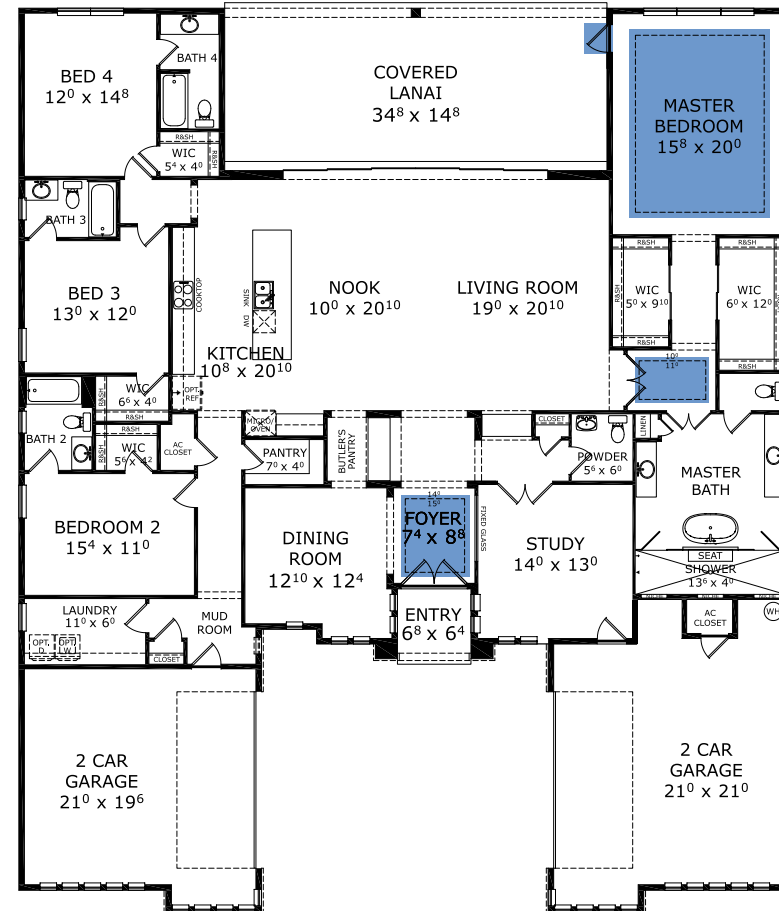 BED 4
12⁰ x 14⁸
BATH 4
R&SH
WIC
5⁴ x 4⁰
R&SH
COVERED
LANAI
34⁸ x 14⁸
MASTER
BEDROOM
15⁸ x 20⁰
BATH 3
BED 3
13⁰ x 12⁰
COOKTOP
SINK
DW
KITCHEN
10⁸ x 20¹⁰
NOOK
10⁰ x 20¹⁰
LIVING ROOM
19⁰ x 20¹⁰
R&SH
R&SH
WIC
5⁰ x 9¹⁰
R&SH
R&SH
WIC
6⁰ x 12⁰
R&SH
10⁰
11⁰
WIC
6⁶ x 4⁰
R&SH
R&SH
OPT.
REF
BATH 2
R&SH
R&SH
WIC
5⁶ x 4²
AC
CLOSET
MICRO/
OVEN
PANTRY
7⁰ x 4⁰
BUTLER'S
PANTRY
CLOSET
POWDER
5⁶ x 6⁰
LINEN
MASTER
BATH
BEDROOM 2
15⁴ x 11⁰
DINING
ROOM
12¹⁰ x 12⁴
14⁰
15⁰
FOYER
7⁴ x 8⁸
FIXED GLASS
STUDY
14⁰ x 13⁰
SEAT
SHOWER
13⁶ x 4⁰
LAUNDRY
11⁰ x 6⁰
OPT.
D
OPT.
LW
MUD
ROOM
CLOSET
ENTRY
6⁸ x 6⁴
AC
CLOSET
WH
2 CAR
GARAGE
21⁰ x 19⁶
2 CAR
GARAGE
21⁰ x 21⁰